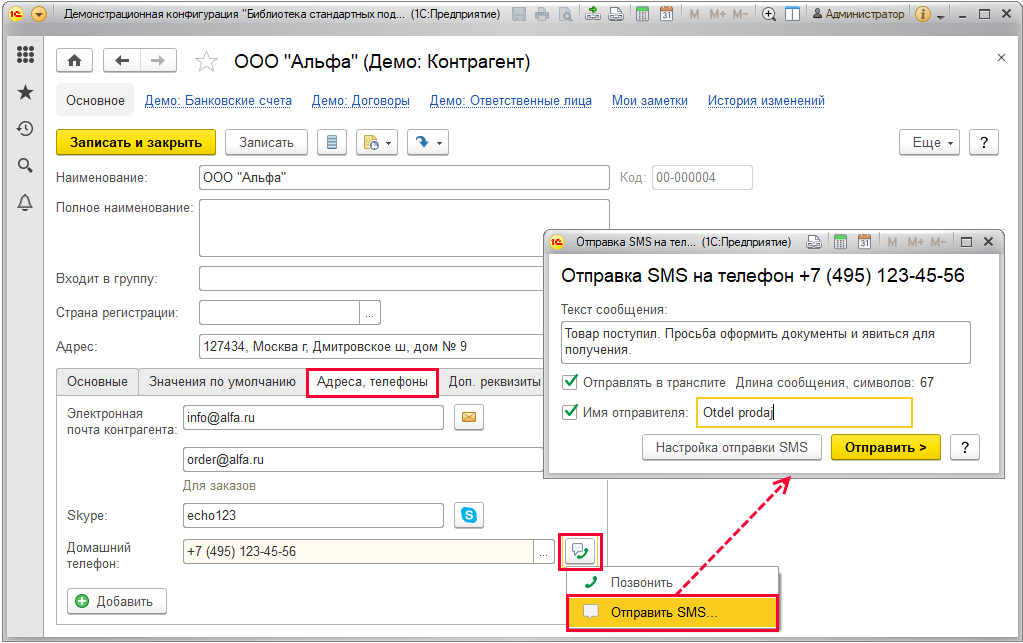 Демонстрационная конфигурация "Библиотека стандартных под... (1С:Предприятие)
M M+ M-
Администратор
ООО "Альфа" (Демо: Контрагент)
Основное Демо: Банковские счета Демо: Договоры Демо: Ответственные лица Мои заметки История изменений
Записать и закрыть Записать Еще ?
Наименование: ООО "Альфа" Код: 00-000004
Полное наименование:
Входит в группу:
Страна регистрации: ...
Адрес: 127434, Москва г, Дмитровское ш, дом № 9
Основные Значения по умолчанию Адреса, телефоны Доп. реквизиты
Электронная
почта контрагента: info@alfa.ru
order@alfa.ru
Для заказов
Skype: echo123
Домашний
телефон: +7 (495) 123-45-56 ...
Добавить
Позвонить
Отправить SMS...
Отправка SMS на тел... (1С:Предприятие) M M+ M-
Отправка SMS на телефон +7 (495) 123-45-56
Текст сообщения:
Товар поступил. Просьба оформить документы и явиться для
получения.
Отправлять в транслите Длина сообщения, символов: 67
Имя отправителя: Otdel prodaj
Настройка отправки SMS Отправить > ?